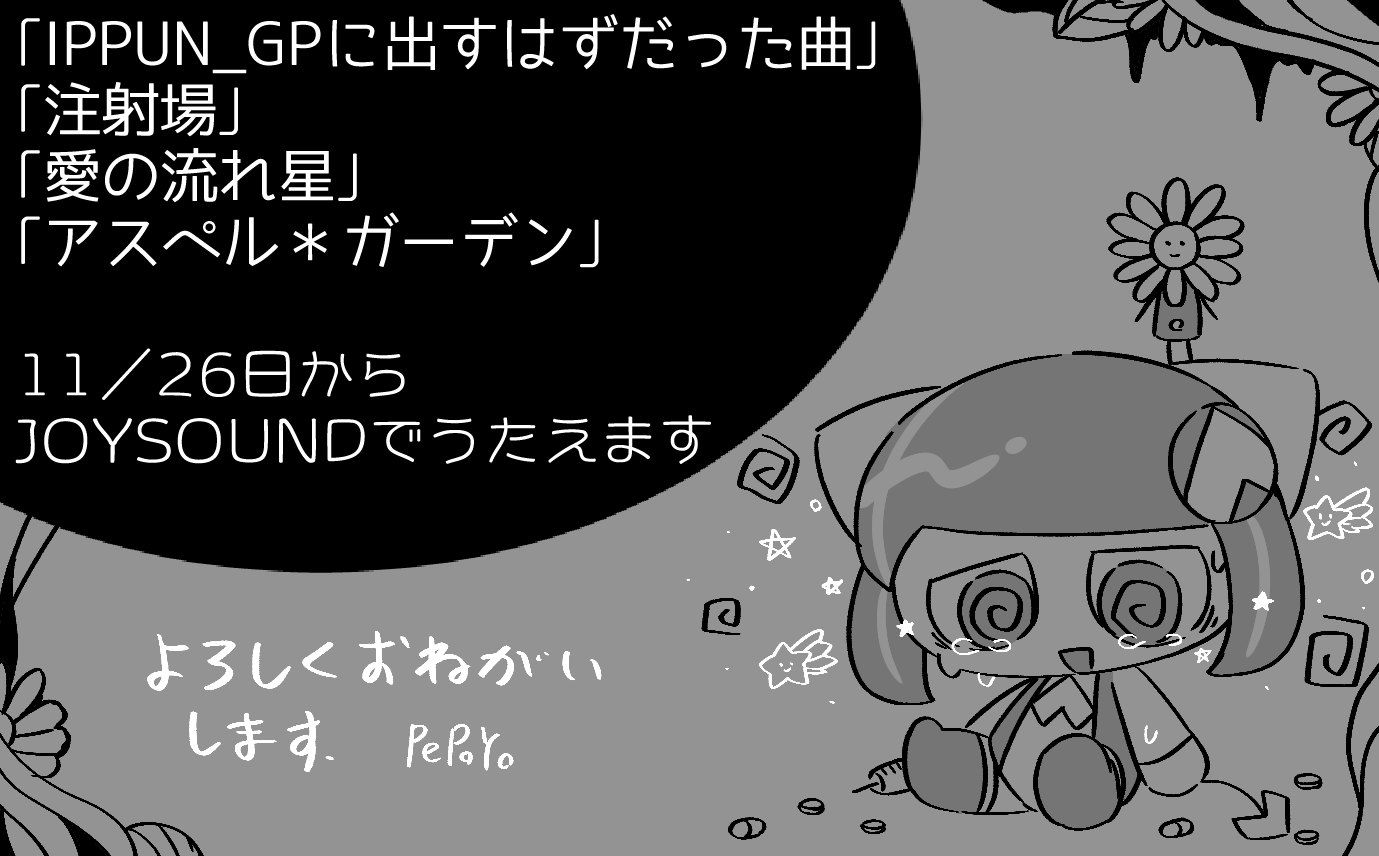 「IPPUN_GPに出すはずだった曲」
「注射場」
「愛の流れ星」
「アスペル＊ガーデン」
11／26日から
JOYSOUNDでうたえます
よろしくおねがい
します.
PePoYo